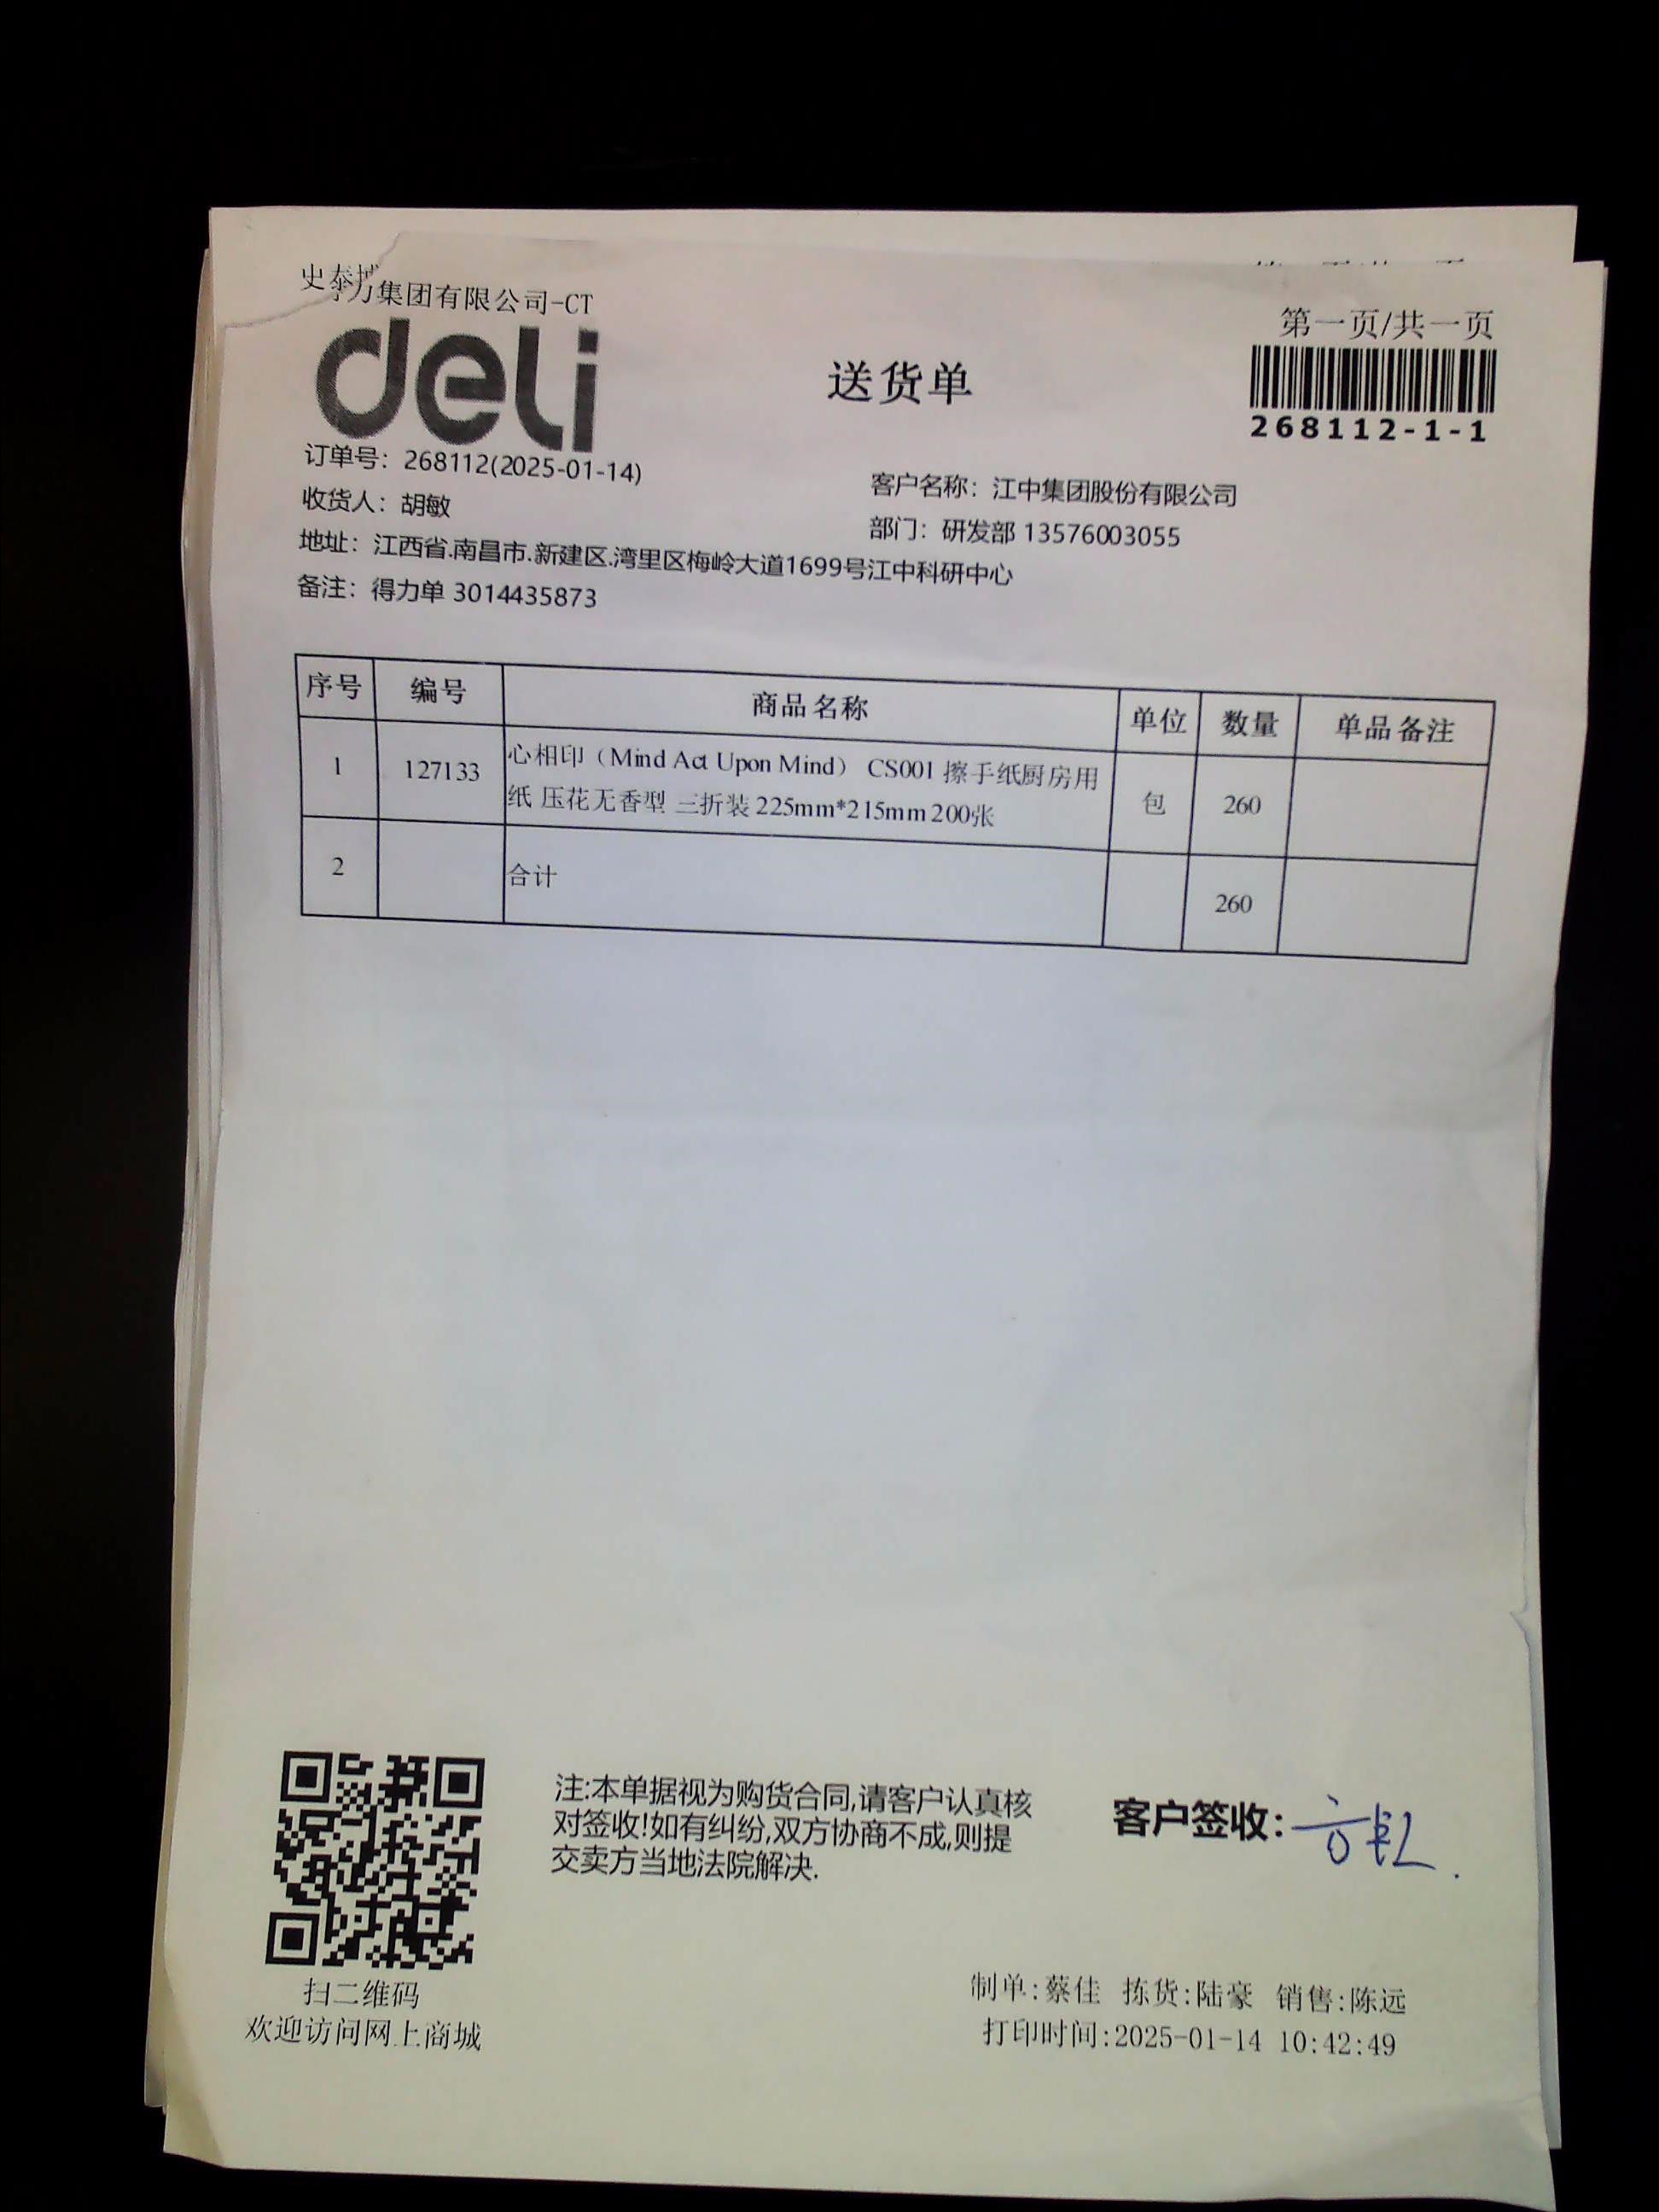 史泰博
力集团有限公司-CT
第一页/共一页
deli
送货单
268112-1-1
订单号：268112(2025-01-14)
客户名称：江中集团股份有限公司
收货人：胡敏
部门：研发部 13576003055
地址：江西省.南昌市.新建区.湾里区梅岭大道1699号江中科研中心
备注：得力单 3014435873
序号 编号 商品名称 单位 数量 单品备注
1 127133 心相印（Mind Act Upon Mind） CS001 擦手纸厨房用
纸 压花无香型 三折装 225mm*215mm 200张 包 260
2 合计 260
注:本单据视为购货合同,请客户认真核
对签收!如有纠纷,双方协商不成,则提
交卖方当地法院解决.
客户签收：
扫二维码
欢迎访问网上商城
制单:蔡佳 拣货:陆豪 销售:陈远
打印时间:2025-01-14 10:42:49